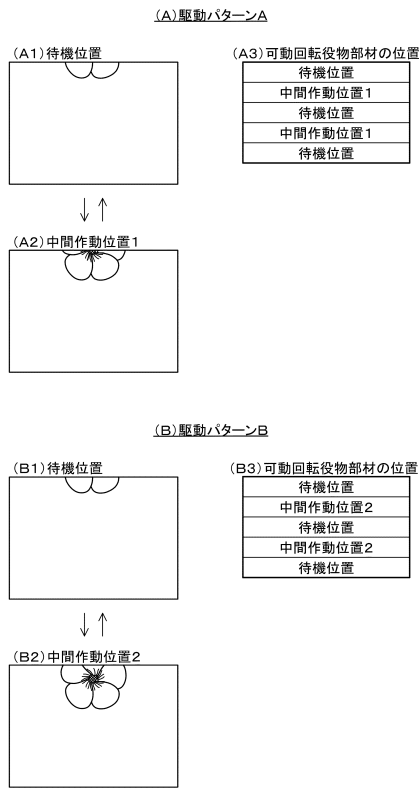 （A）駆動パターンA
（A1）待機位置
（A3）可動回転役物部材の位置
待機位置
中間作動位置1
待機位置
中間作動位置1
待機位置
（A2）中間作動位置1
（B）駆動パターンB
（B1）待機位置
（B3）可動回転役物部材の位置
待機位置
中間作動位置2
待機位置
中間作動位置2
待機位置
（B2）中間作動位置2